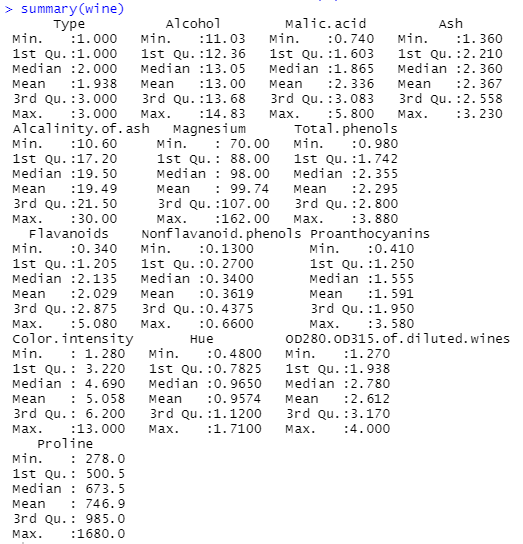 > summary(wine)
Type Alcohol Malic.acid Ash
Min. :1.000 Min. :11.03 Min. :0.740 Min. :1.360
1st Qu.:1.000 1st Qu.:12.36 1st Qu.:1.603 1st Qu.:2.210
Median :2.000 Median :13.05 Median :1.865 Median :2.360
Mean :1.938 Mean :13.00 Mean :2.336 Mean :2.367
3rd Qu.:3.000 3rd Qu.:13.68 3rd Qu.:3.083 3rd Qu.:2.558
Max. :3.000 Max. :14.83 Max. :5.800 Max. :3.230
Alcalinity.of.ash Magnesium Total.phenols
Min. :10.60 Min. : 70.00 Min. :0.980
1st Qu.:17.20 1st Qu.: 88.00 1st Qu.:1.742
Median :19.50 Median : 98.00 Median :2.355
Mean :19.49 Mean : 99.74 Mean :2.295
3rd Qu.:21.50 3rd Qu.:107.00 3rd Qu.:2.800
Max. :30.00 Max. :162.00 Max. :3.880
Flavanoids Nonflavanoid.phenols Proanthocyanins
Min. :0.340 Min. :0.1300 Min. :0.410
1st Qu.:1.205 1st Qu.:0.2700 1st Qu.:1.250
Median :2.135 Median :0.3400 Median :1.555
Mean :2.029 Mean :0.3619 Mean :1.591
3rd Qu.:2.875 3rd Qu.:0.4375 3rd Qu.:1.950
Max. :5.080 Max. :0.6600 Max. :3.580
Color.intensity Hue OD280.OD315.of.diluted.wines
Min. : 1.280 Min. :0.4800 Min. :1.270
1st Qu.: 3.220 1st Qu.:0.7825 1st Qu.:1.938
Median : 4.690 Median :0.9650 Median :2.780
Mean : 5.058 Mean :0.9574 Mean :2.612
3rd Qu.: 6.200 3rd Qu.:1.1200 3rd Qu.:3.170
Max. :13.000 Max. :1.7100 Max. :4.000
Proline
Min. : 278.0
1st Qu.: 500.5
Median : 673.5
Mean : 746.9
3rd Qu.: 985.0
Max. :1680.0